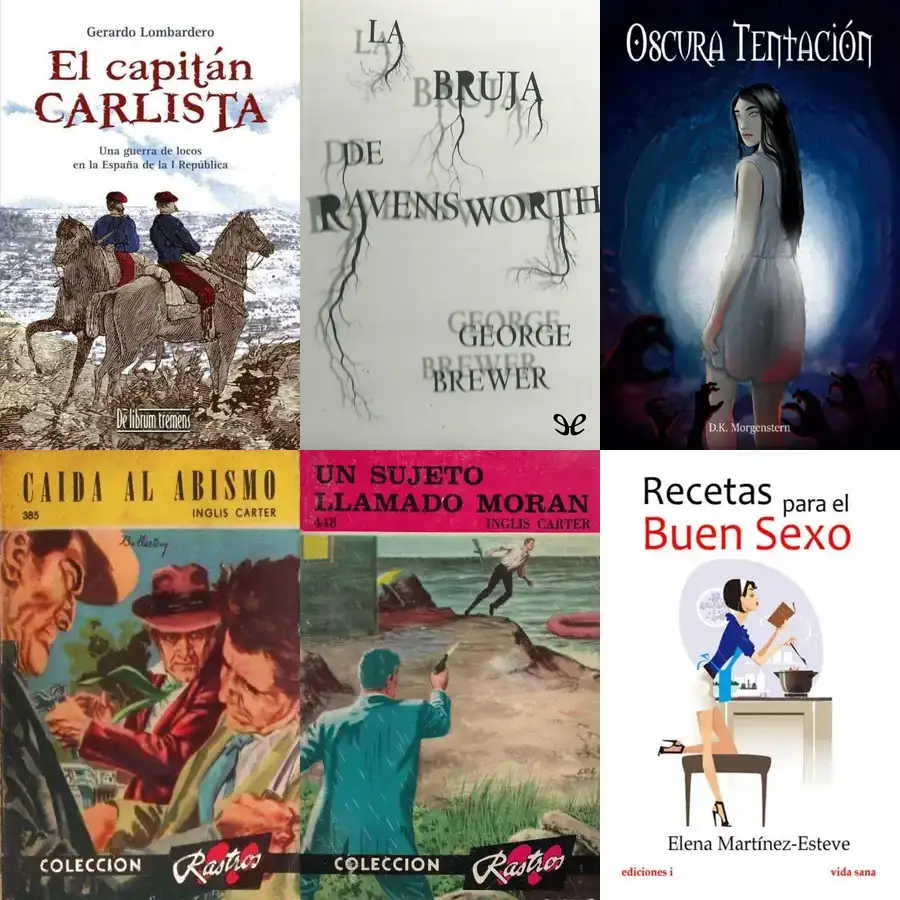 Gerardo Lombardero
El capitán
CARLISTA
Una guerra de locos
en la España de la I República
De librum tremens
LA
BRUJA
DE
RAVENSWORTH
GEORGE
BREWER
OSCURA TENTACIÓN
D.K. Morgenstern
CAIDA AL ABISMO
385
INGLIS CARTER
COLECCION Rastros
UN SUJETO
LLAMADO MORAN
448
INGLIS CARTER
COLECCION Rastros
Recetas para el
Buen Sexo
Elena Martínez-Esteve
ediciones i
vida sana